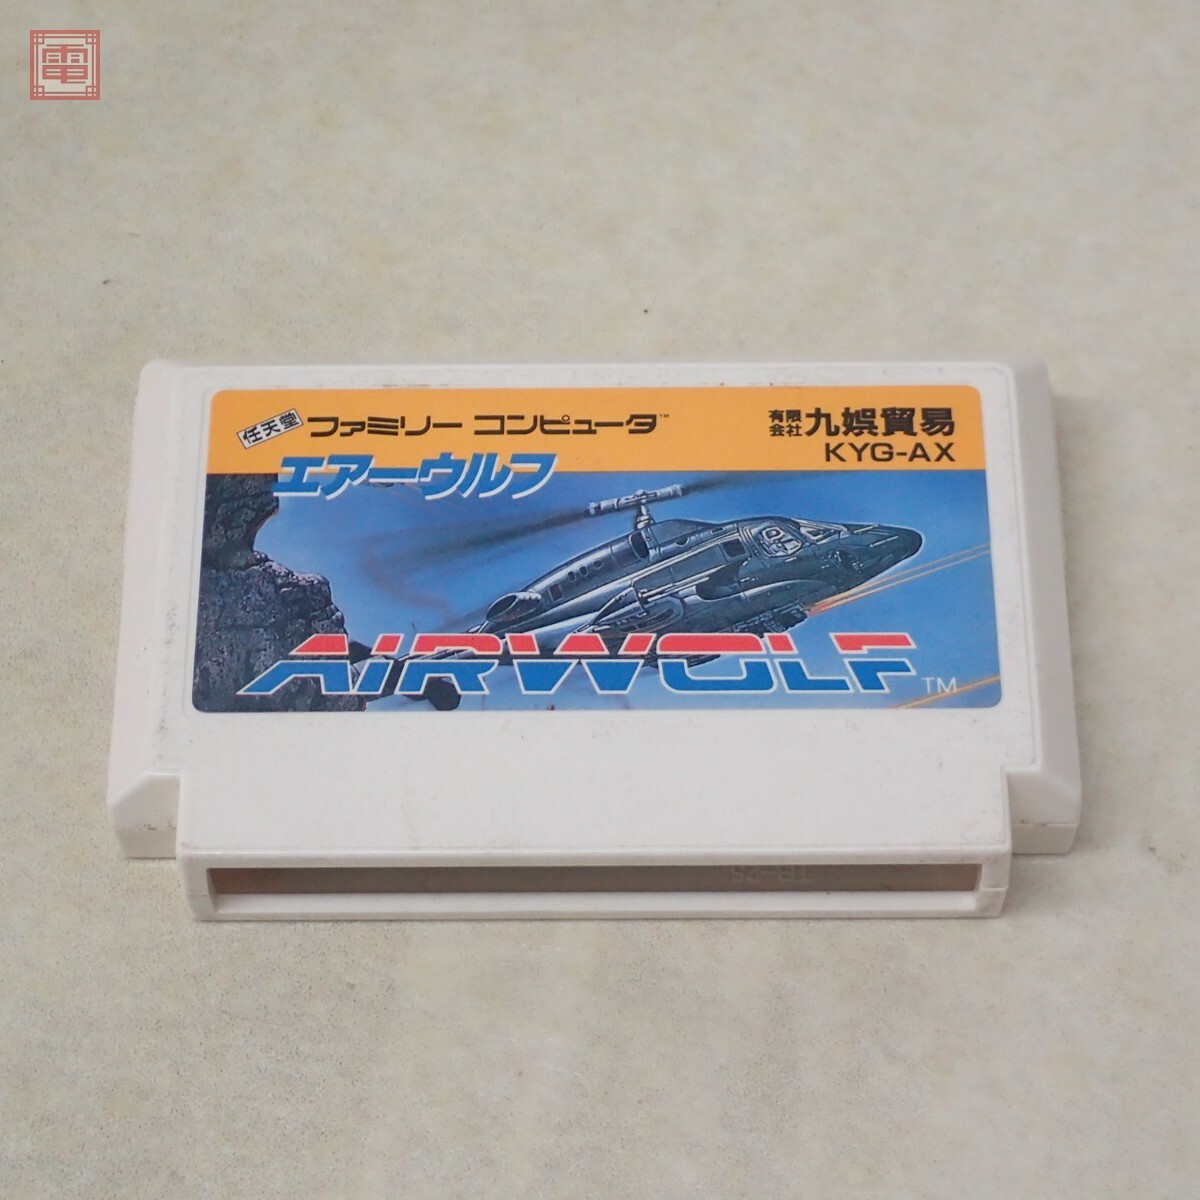 電
任天堂 ファミリー コンピュータ™
有限会社 九娯貿易
KYG-AX
エアーウルフ
AIRWOLF TM